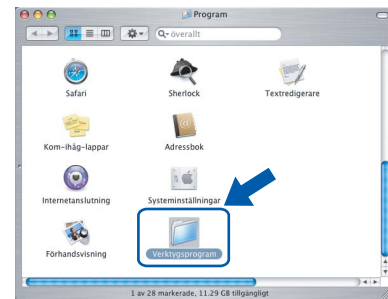 Program
överallt
Safari
Sherlock
Textredigerare
Kom-ihåg-lappar
Adressbok
Internetanslutning
Systeminställningar
Förhandsvisning
Verktygsprogram
1 av 28 markerade, 11.29 GB tillgängligt